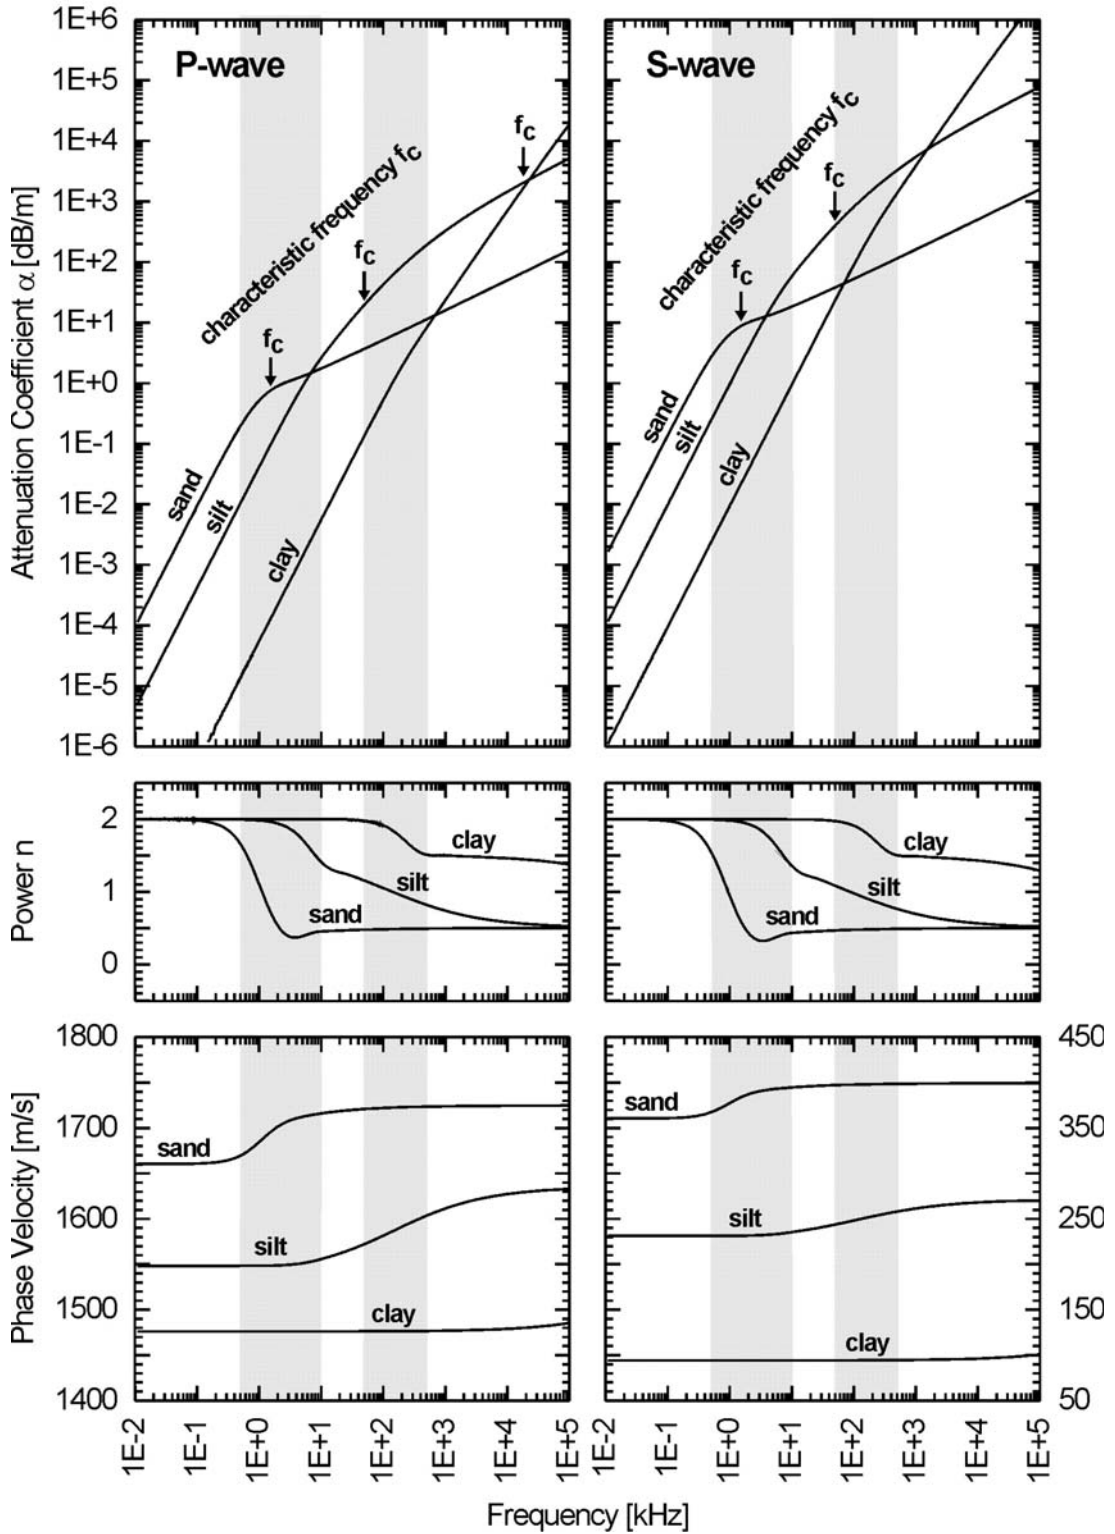 P-wave
S-wave
1E+6
1E+5
1E+4
1E+3
1E+2
1E+1
1E+0
1E-1
1E-2
1E-3
1E-4
1E-5
1E-6
Attenuation Coefficient α [dB/m]
characteristic frequency fc
fc
fc
fc
sand
silt
clay
characteristic frequency fc
fc
fc
sand
silt
clay
2
1
0
Power n
clay
silt
sand
clay
silt
sand
1800
1700
1600
1500
1400
Phase Velocity [m/s]
sand
silt
clay
sand
silt
clay
450
350
250
150
50
1E-2
1E-1
1E+0
1E+1
1E+2
1E+3
1E+4
1E+5
1E-2
1E-1
1E+0
1E+1
1E+2
1E+3
1E+4
1E+5
Frequency [kHz]